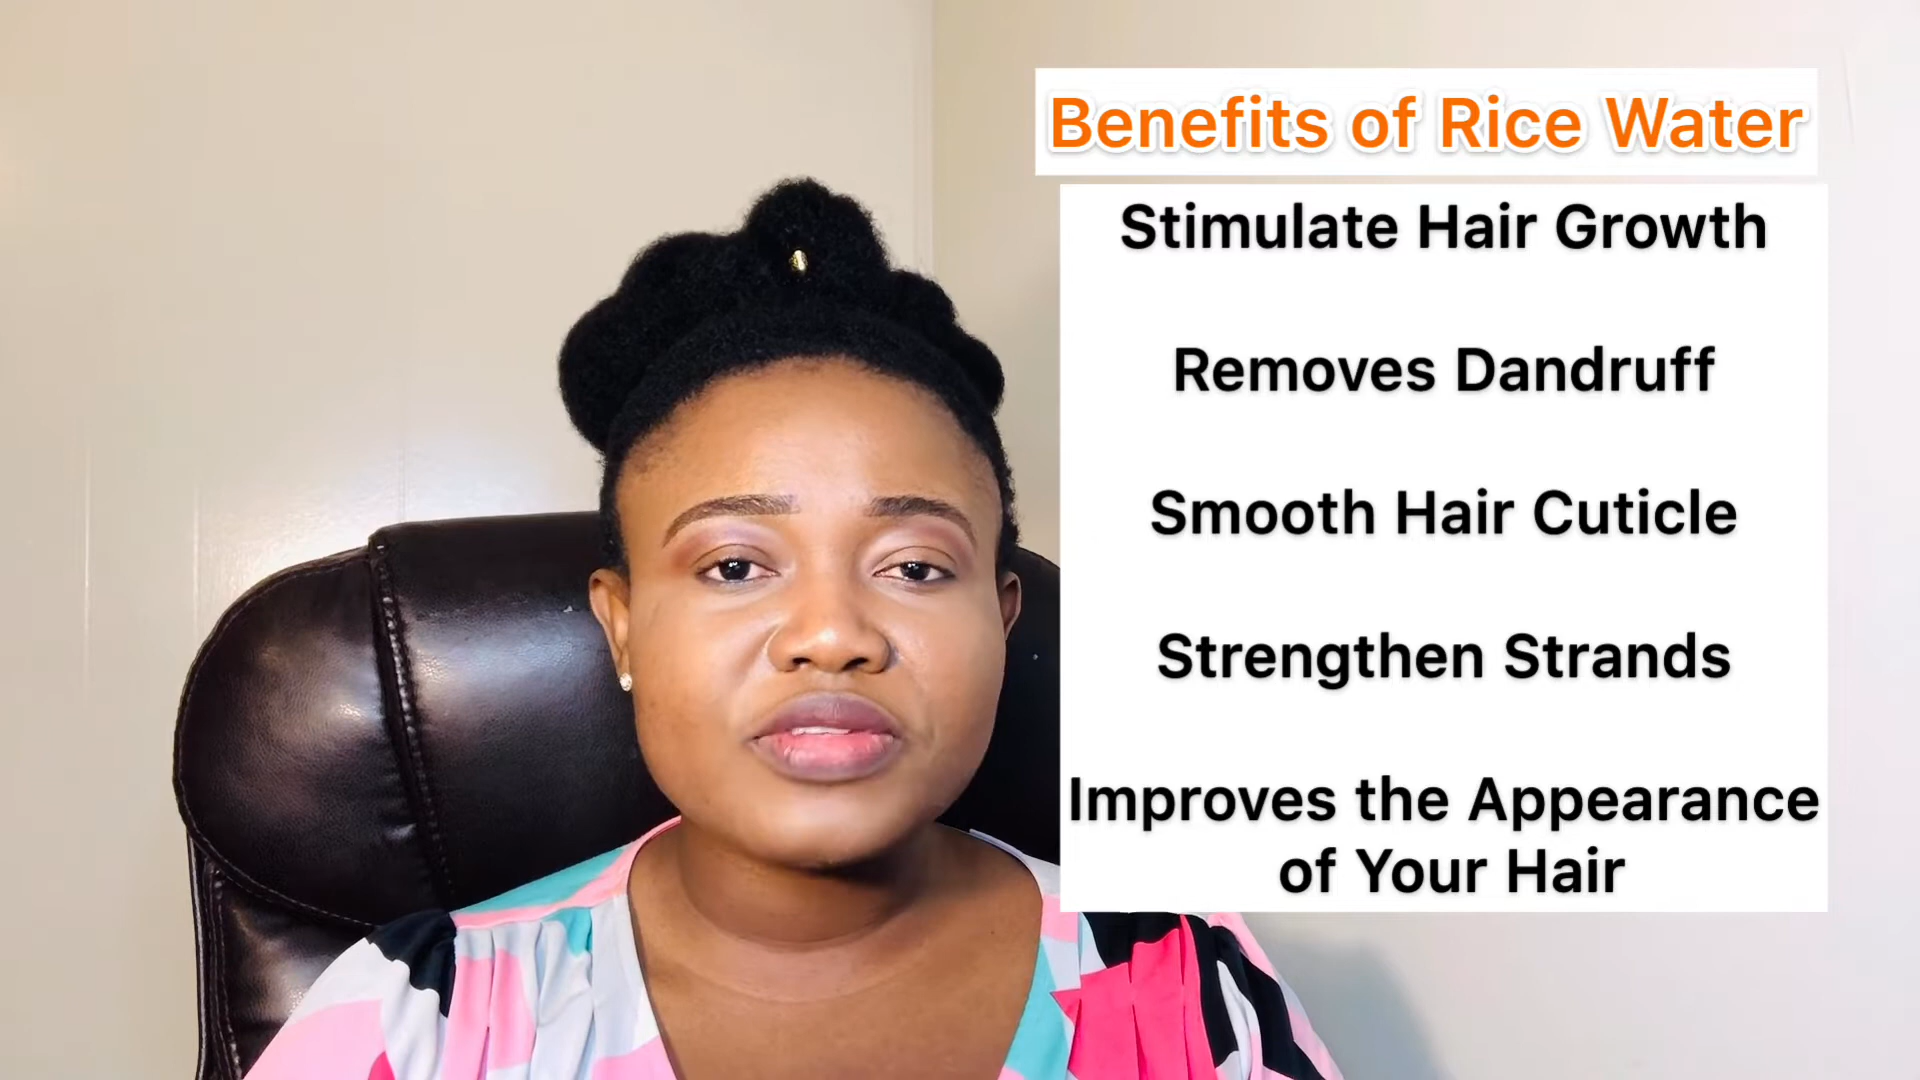 Benefits of Rice Water
Stimulate Hair Growth
Removes Dandruff
Smooth Hair Cuticle
Strengthen Strands
Improves the Appearance
of Your Hair